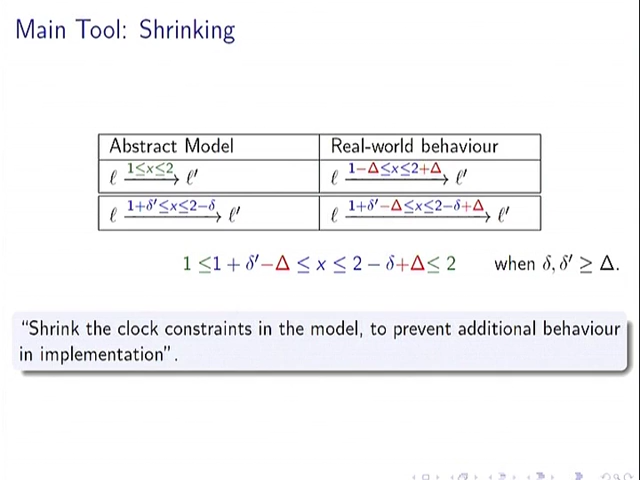 Main Tool: Shrinking
Abstract Model Real-world behaviour
ℓ 1≤x≤2 ℓ′ ℓ 1−Δ≤x≤2+Δ ℓ′
ℓ 1+δ′≤x≤2−δ ℓ′ ℓ 1+δ′−Δ≤x≤2−δ+Δ ℓ′
1 ≤1 + δ′−Δ ≤ x ≤ 2 − δ+Δ≤ 2 when δ, δ′ ≥ Δ.
“Shrink the clock constraints in the model, to prevent additional behaviour
in implementation”.